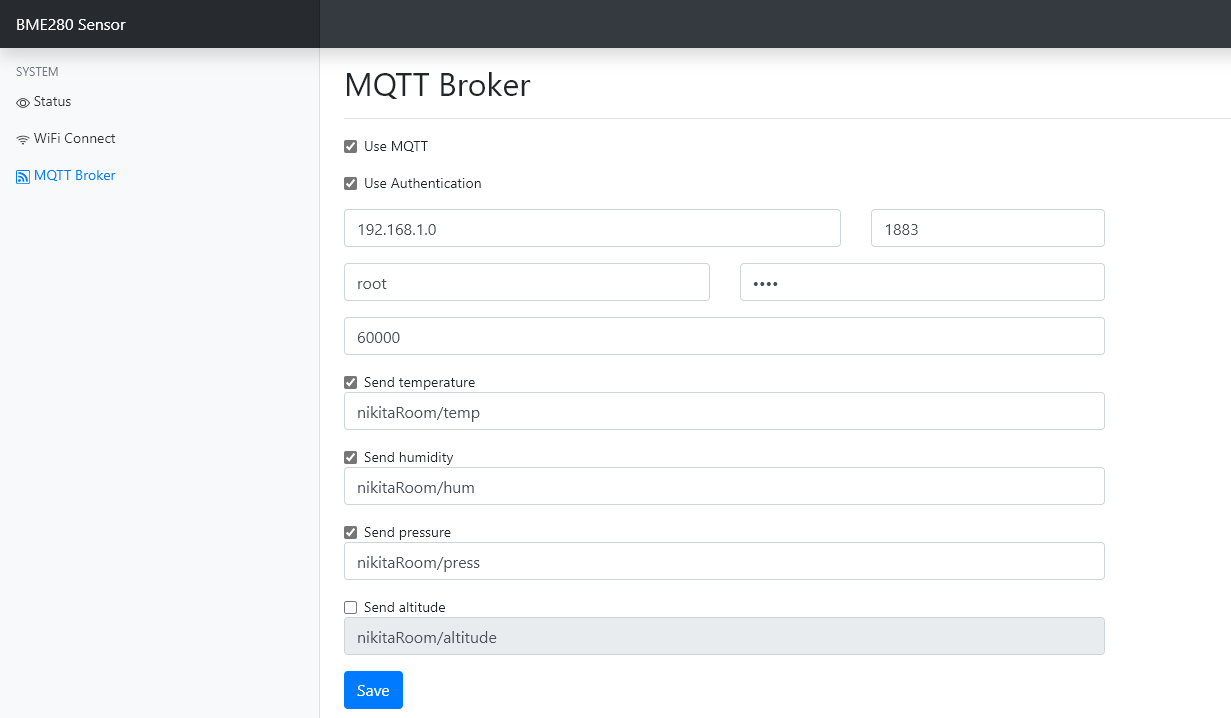 BME280 Sensor
SYSTEM
Status
WiFi Connect
MQTT Broker
MQTT Broker
Use MQTT
Use Authentication
192.168.1.0 1883
root ••••
60000
Send temperature
nikitaRoom/temp
Send humidity
nikitaRoom/hum
Send pressure
nikitaRoom/press
Send altitude
nikitaRoom/altitude
Save